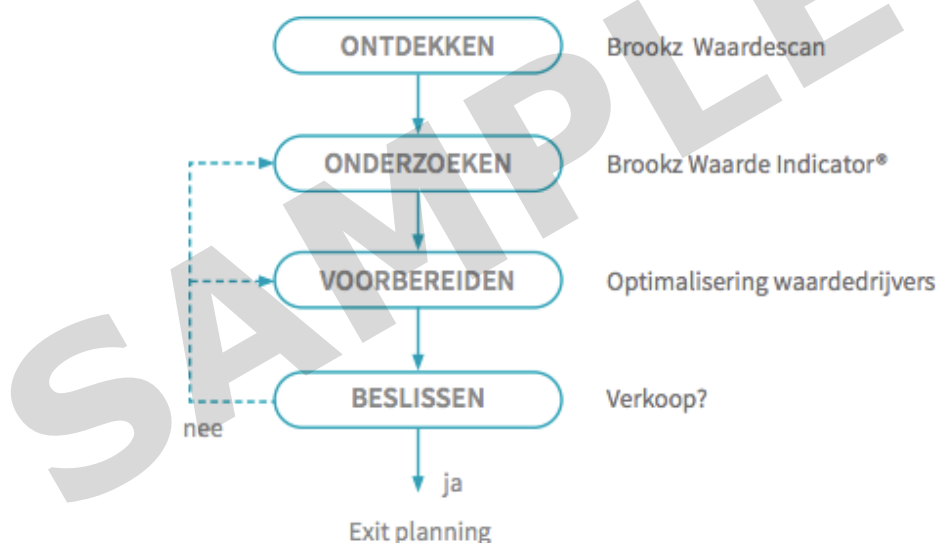 ONTDEKKEN Brookz Waardescan
ONDERZOEKEN Brookz Waarde Indicator®
VOORBEREIDEN Optimalisering waardedrijvers
BESLISSEN Verkoop?
nee
ja
Exit planning
SAMPLE